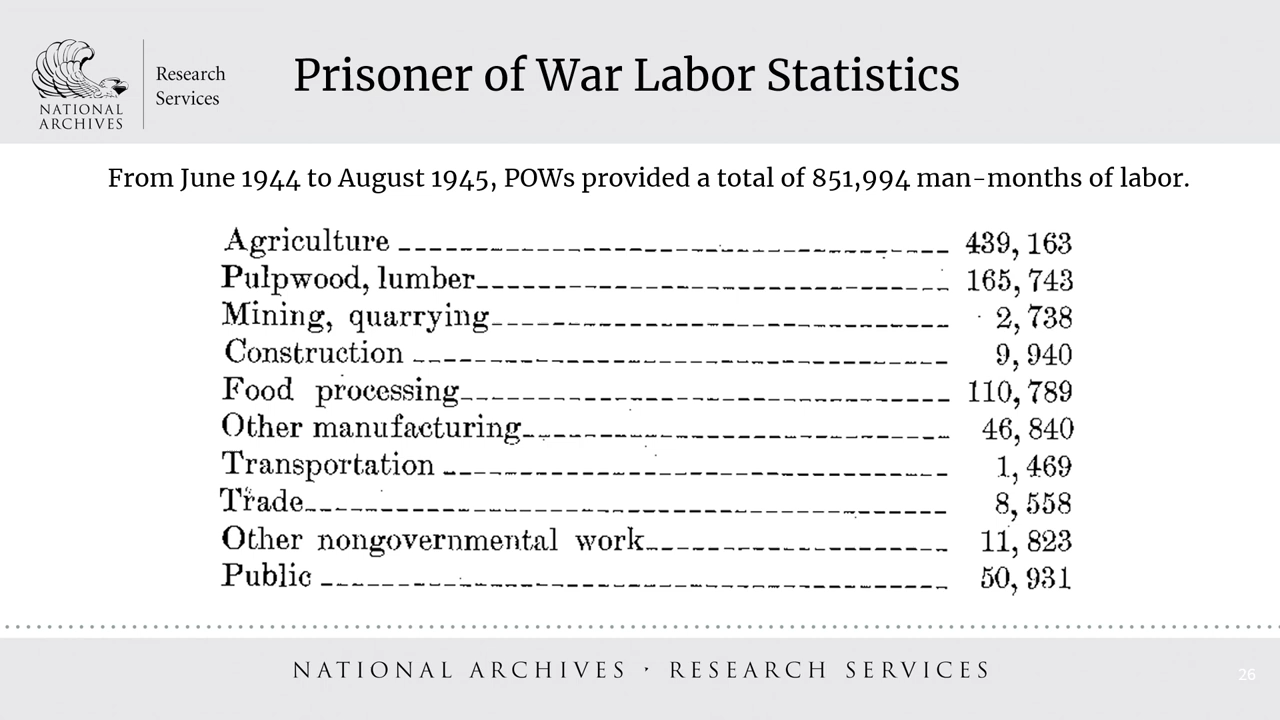 NATIONAL
ARCHIVES
Research
Services
Prisoner of War Labor Statistics
From June 1944 to August 1945, POWs provided a total of 851,994 man-months of labor.
Agriculture 439,163
Pulpwood, lumber 165,743
Mining, quarrying 2,738
Construction 9,940
Food processing 110,789
Other manufacturing 46,840
Transportation 1,469
Trade 8,558
Other nongovernmental work 11,823
Public 50,931
NATIONAL ARCHIVES · RESEARCH SERVICES
26